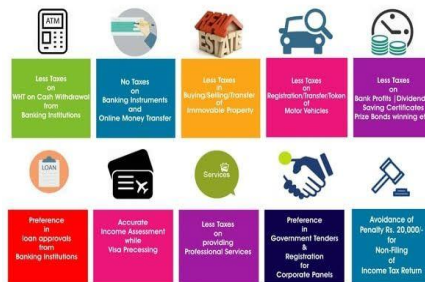 ATM
REAL
ESTATE
Less Taxes
on
WHT on Cash Withdrawal
from
Banking Institutions
No Taxes
on
Banking Instruments
and
Online Money Transfer
Less Taxes
in
Buying/Selling/Transfer
of
Immovable Property
Less Taxes
on
Registration/Transfer/Token
of
Motor Vehicles
Less Taxes
on
Bank Profits |Dividend
Saving Certificates
Prize Bonds winning et
LOAN
Services
Preference
in
loan approvals
from
Banking Institutions
Accurate
Income Assessment
while
Visa Precessing
Less Taxes
on
providing
Professional Services
Preference
in
Government Tenders
&
Registration
for
Corporate Panels
Avoidance of
Penalty Rs. 20,000/-
for
Non-Filing
of
Income Tax Return